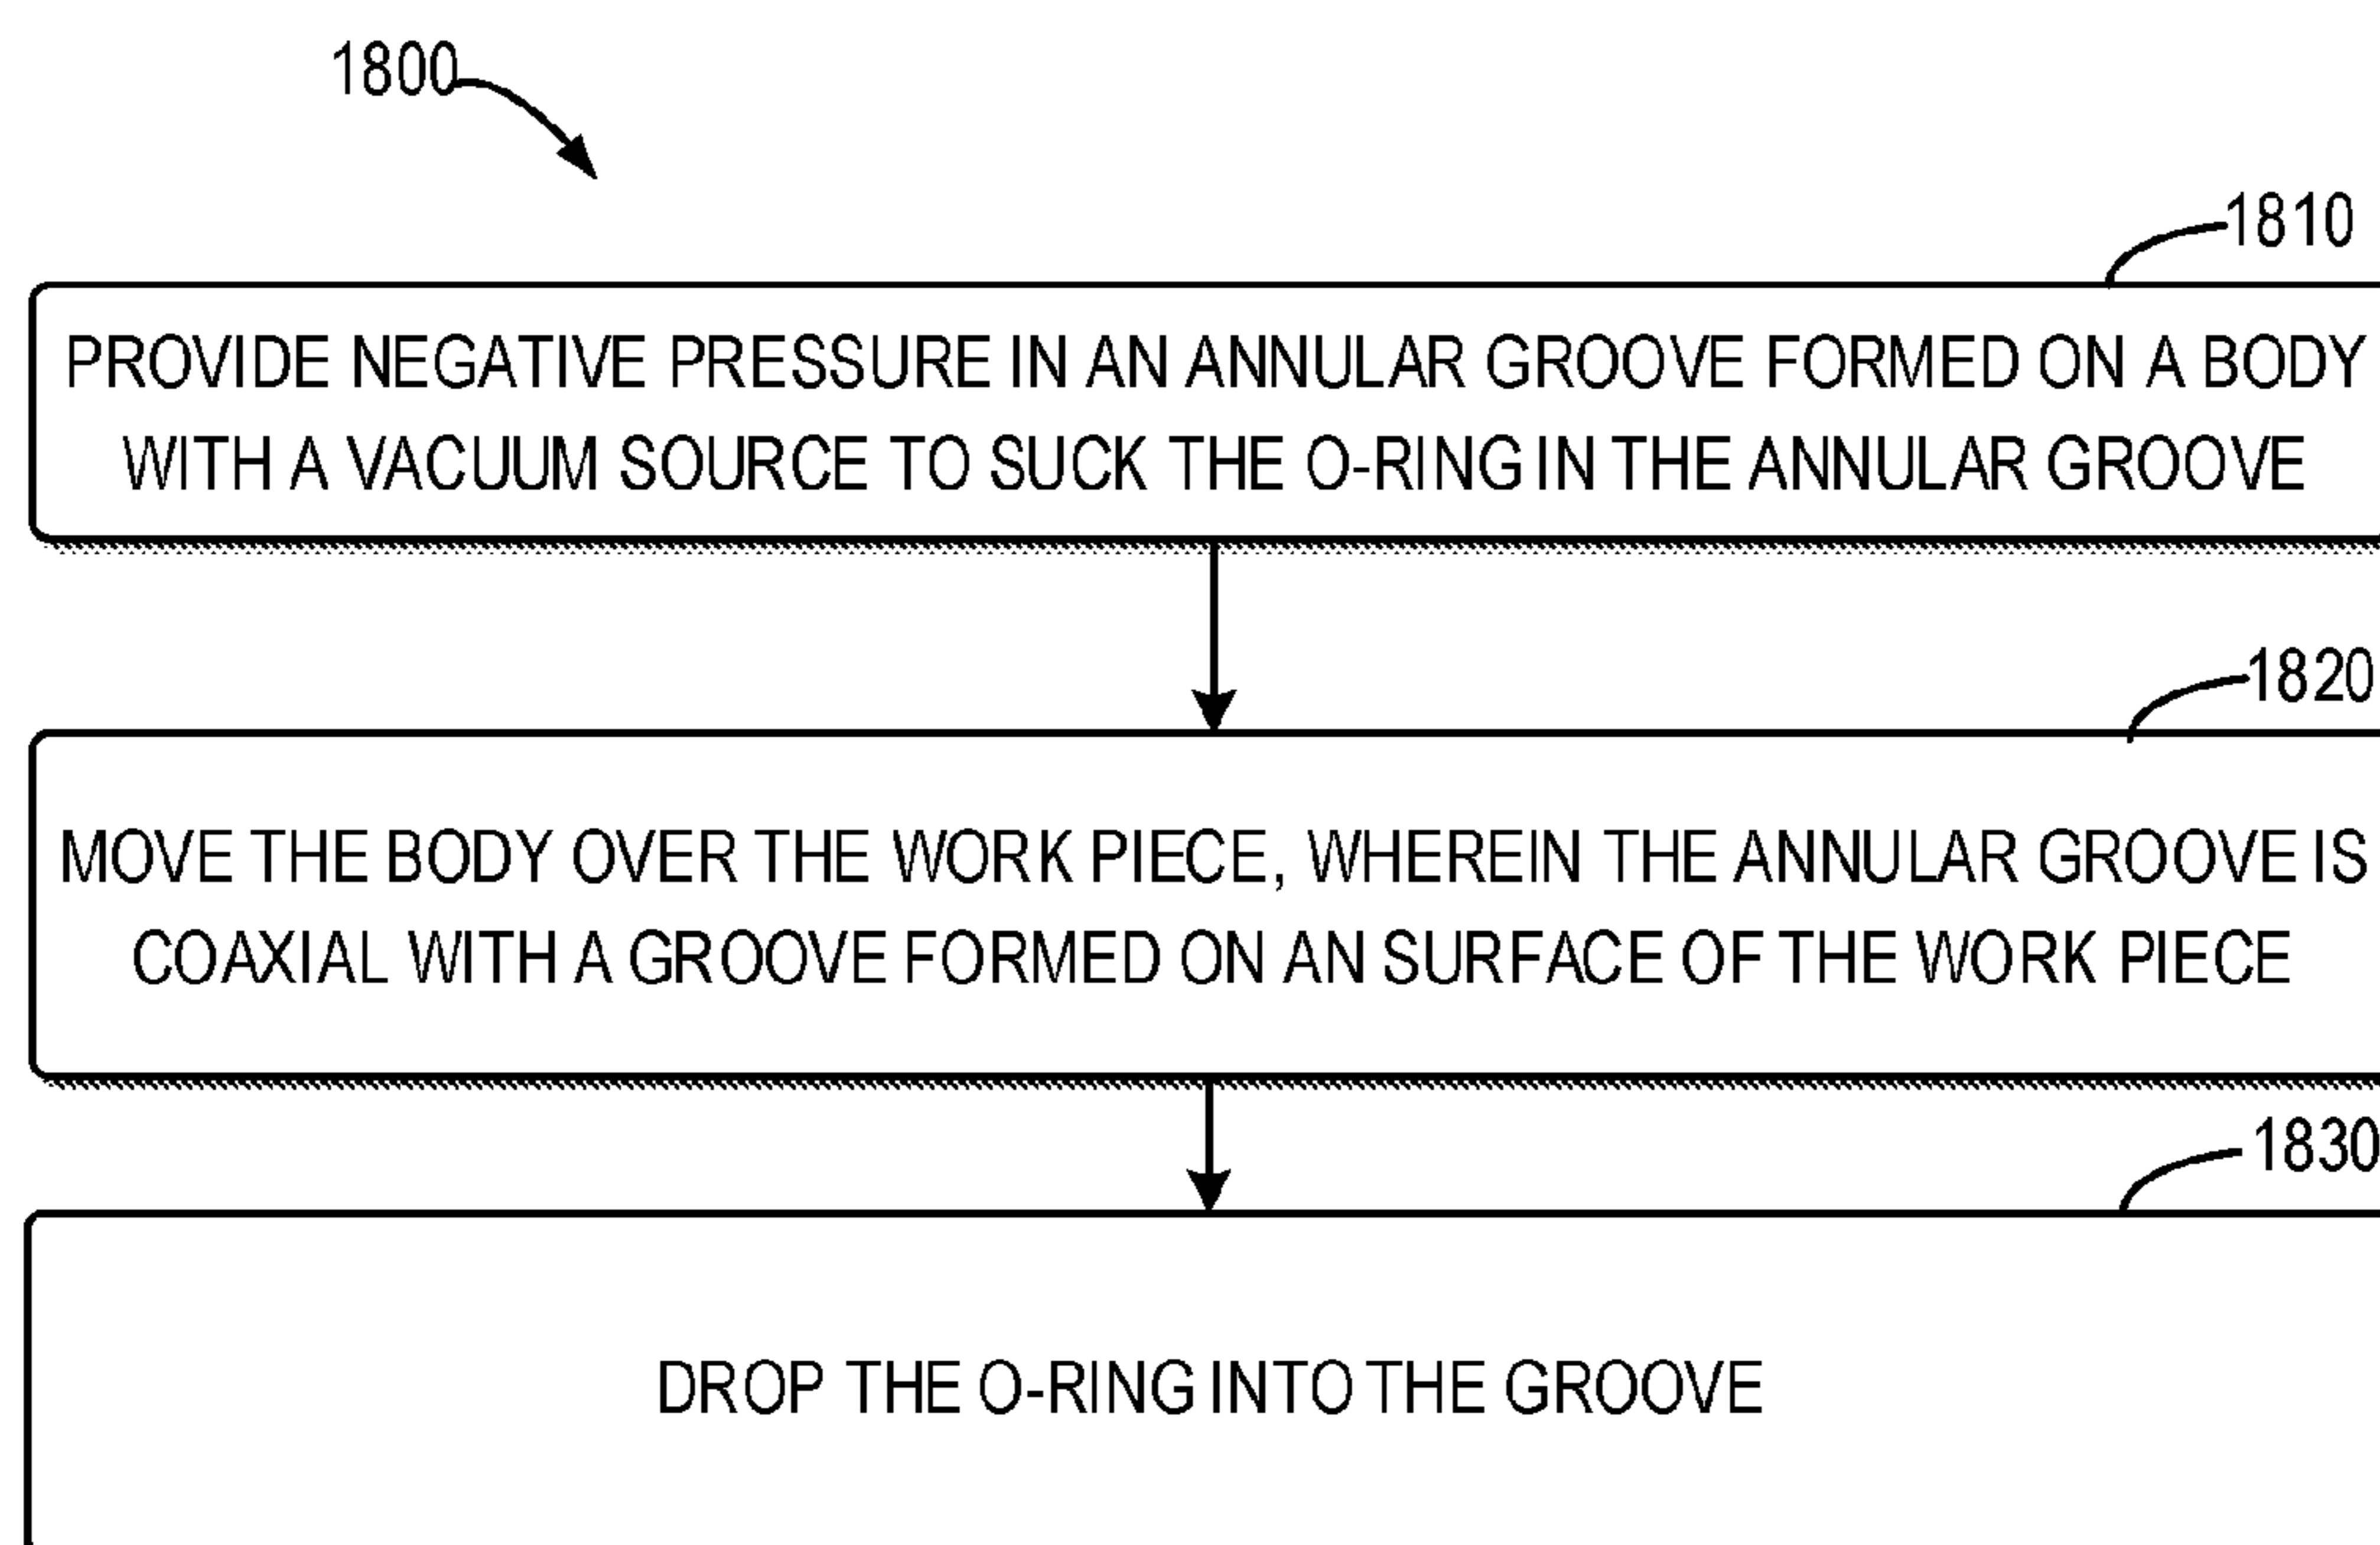 1800
1810
PROVIDE NEGATIVE PRESSURE IN AN ANNULAR GROOVE FORMED ON A BODY
WITH A VACUUM SOURCE TO SUCK THE O-RING IN THE ANNULAR GROOVE
1820
MOVE THE BODY OVER THE WORK PIECE, WHEREIN THE ANNULAR GROOVE IS
COAXIAL WITH A GROOVE FORMED ON AN SURFACE OF THE WORK PIECE
1830
DROP THE O-RING INTO THE GROOVE